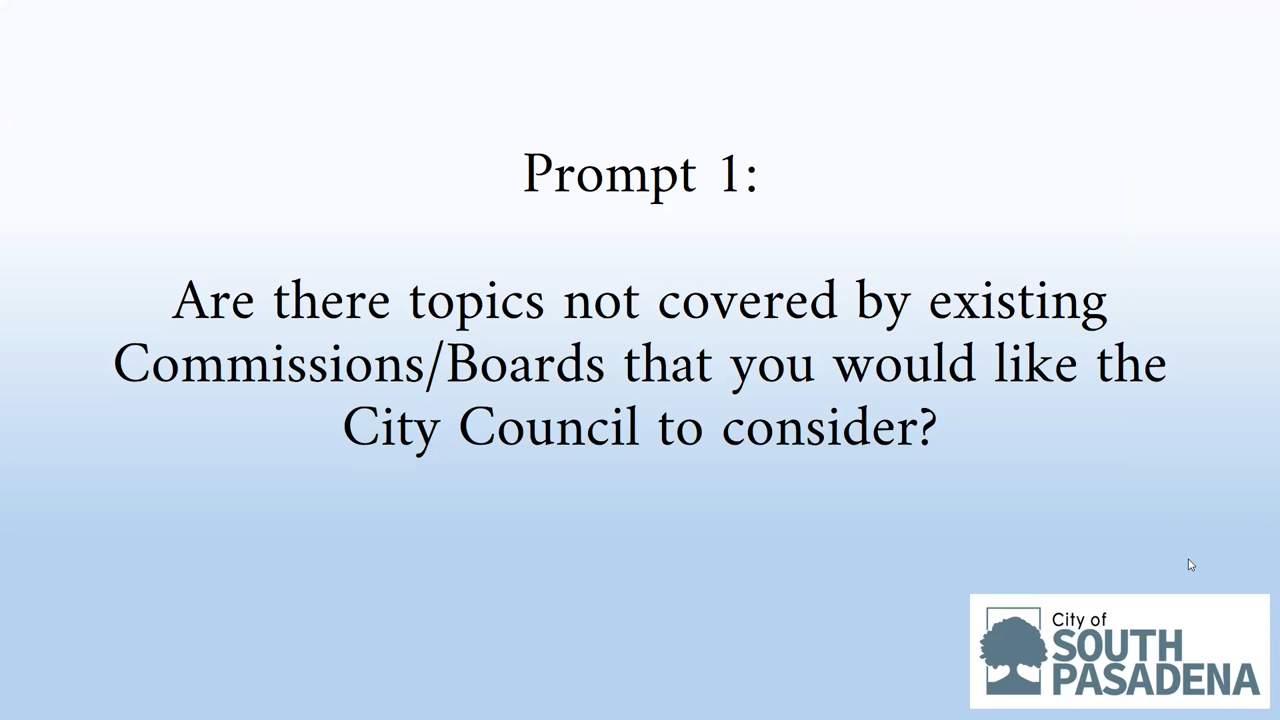 Prompt 1:
Are there topics not covered by existing
Commissions/Boards that you would like the
City Council to consider?
City of
SOUTH
PASADENA